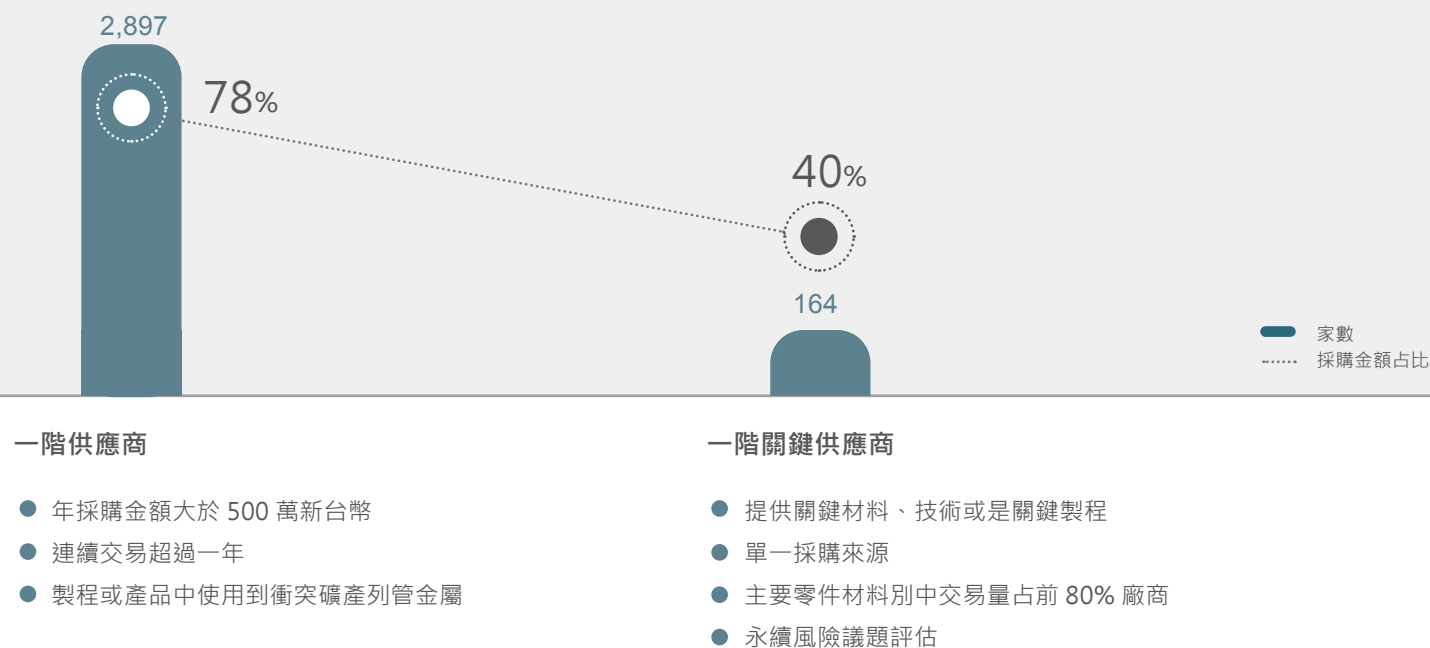 2,897
78%
40%
164
家數
採購金額占比
一階供應商
年採購金額大於 500 萬新台幣
連續交易超過一年
製程或產品中使用到衝突礦產列管金屬
一階關鍵供應商
提供關鍵材料、技術或是關鍵製程
單一採購來源
主要零件材料別中交易量占前 80% 廠商
永續風險議題評估